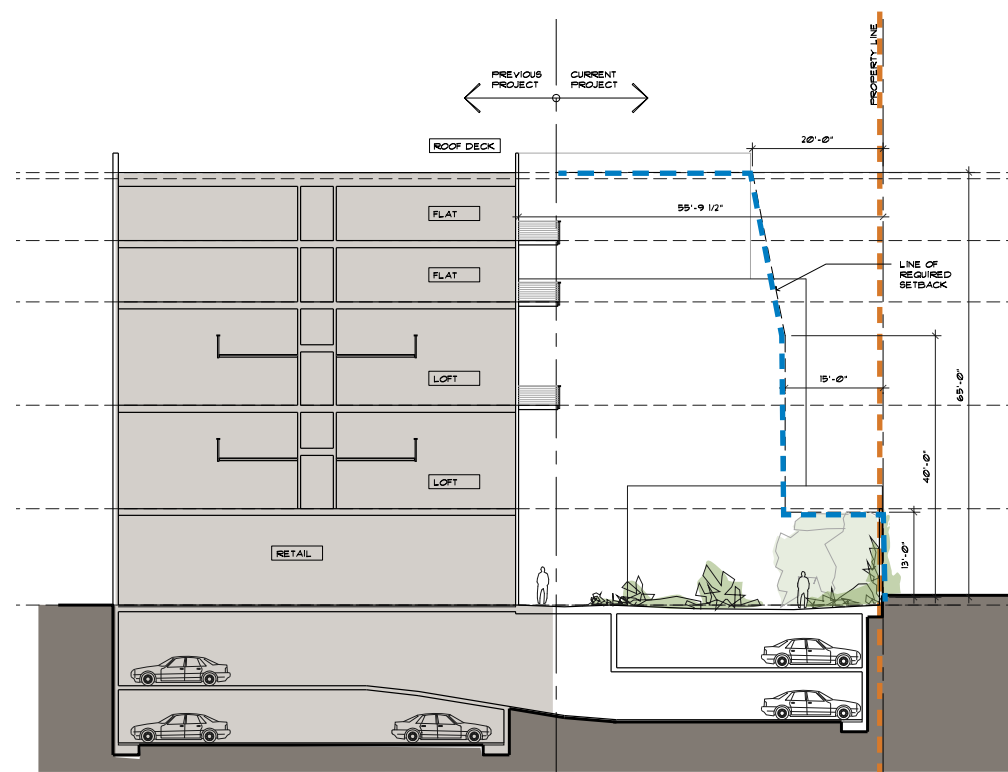 PROPERTY LINE
PREVIOUS
PROJECT
CURRENT
PROJECT
20'-0"
ROOF DECK
55'-9 1/2"
FLAT
FLAT
LINE OF
REQUIRED
SETBACK
LOFT
15'-0"
65'-0"
40'-0"
LOFT
13'-0"
RETAIL